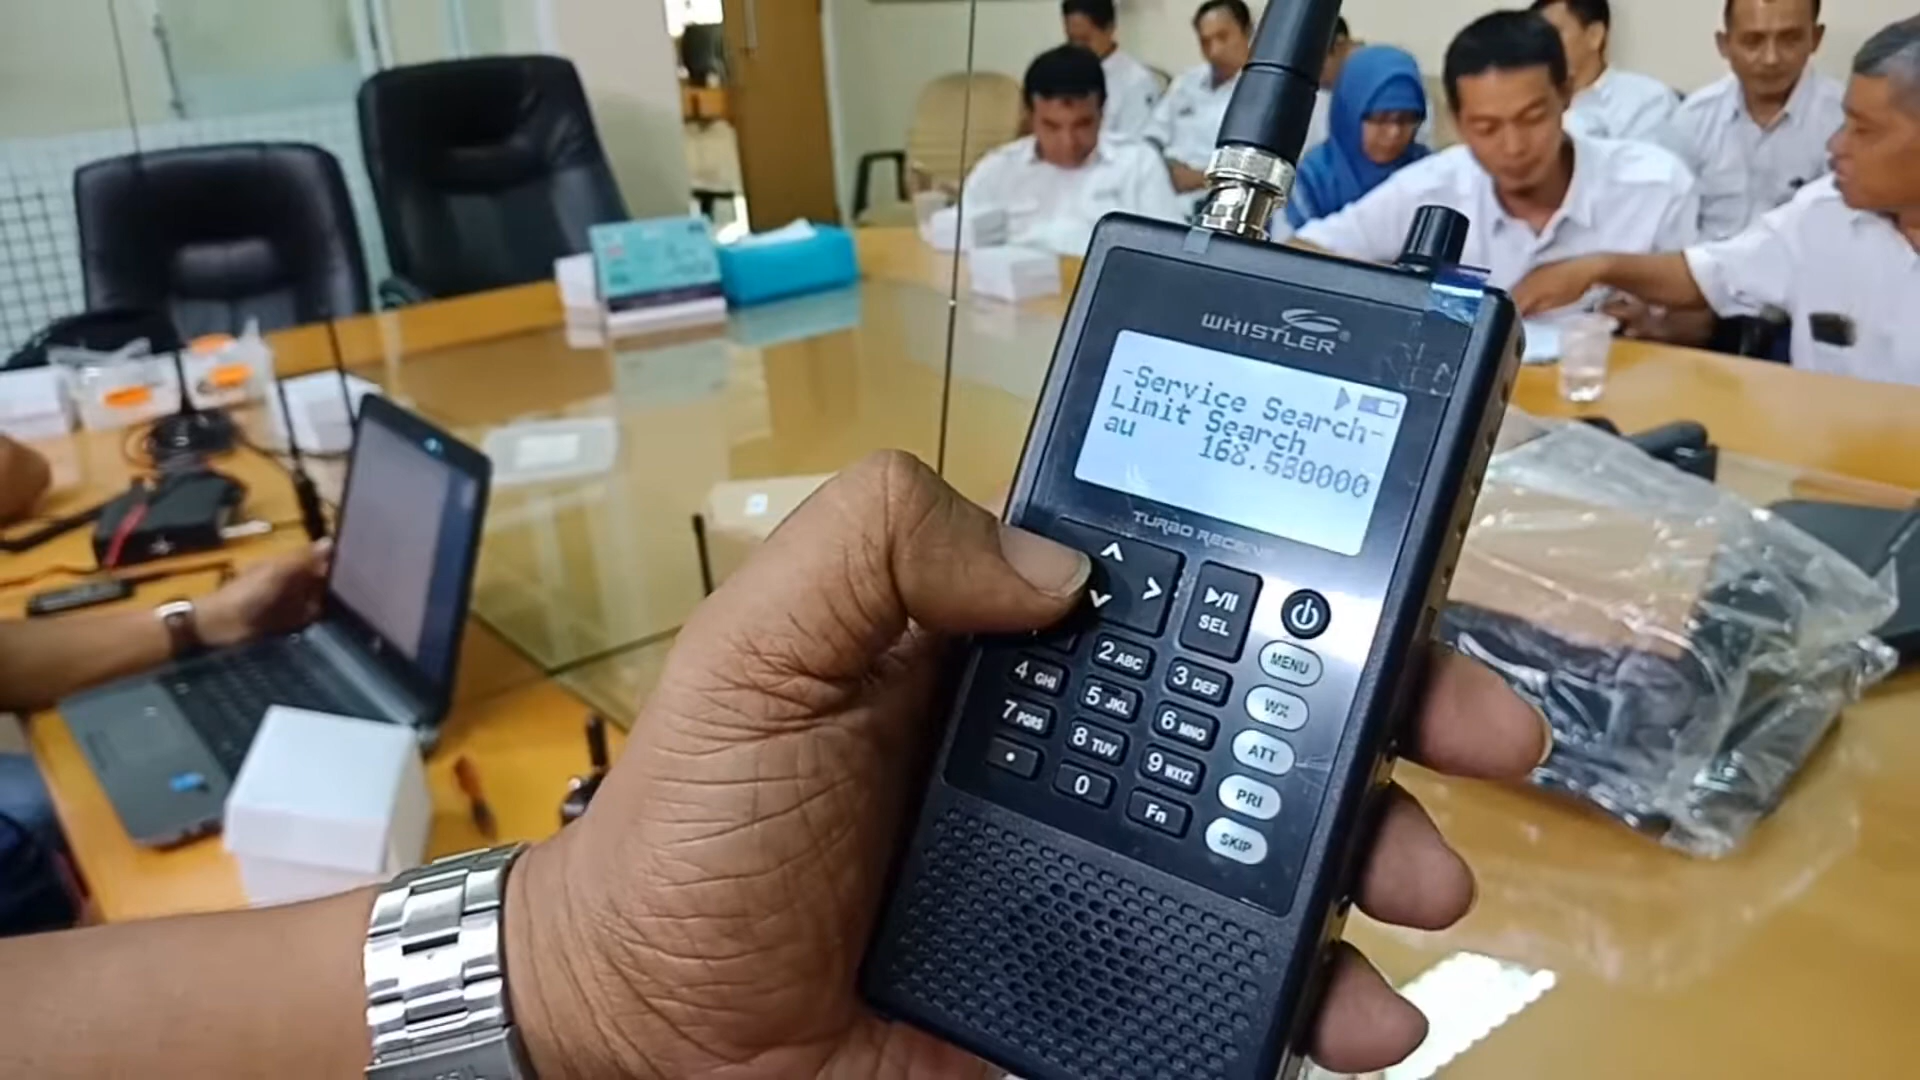 WHISTLER
-Service Search-
Limit Search
au 168.580000
TURBO RECEIVE
▶/II
SEL
MENU
2 ABC
3 DEF
WX
4 GHI
5 JKL
6 MNO
ATT
7 PQRS
8 TUV
9 WXYZ
PRI
.
0
Fn
SKIP